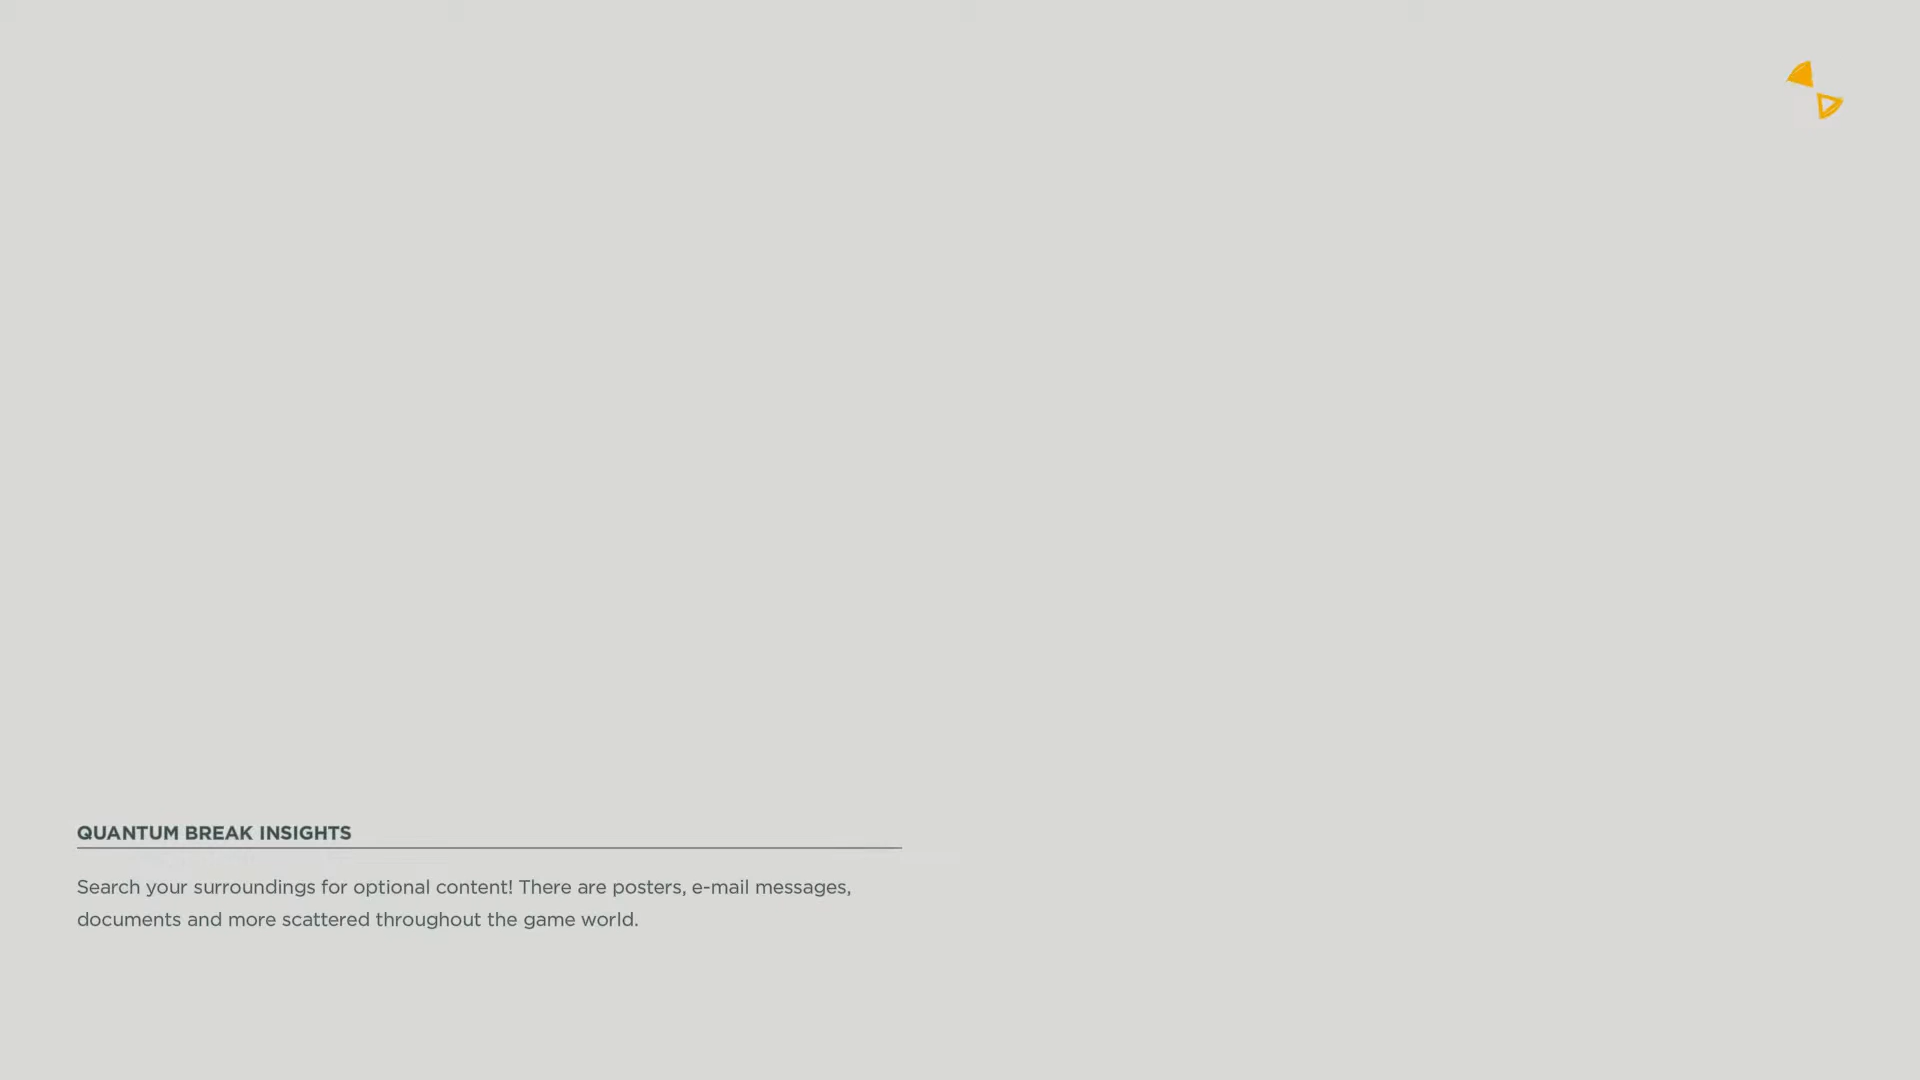 QUANTUM BREAK INSIGHTS
Search your surroundings for optional content! There are posters, e-mail messages,
documents and more scattered throughout the game world.